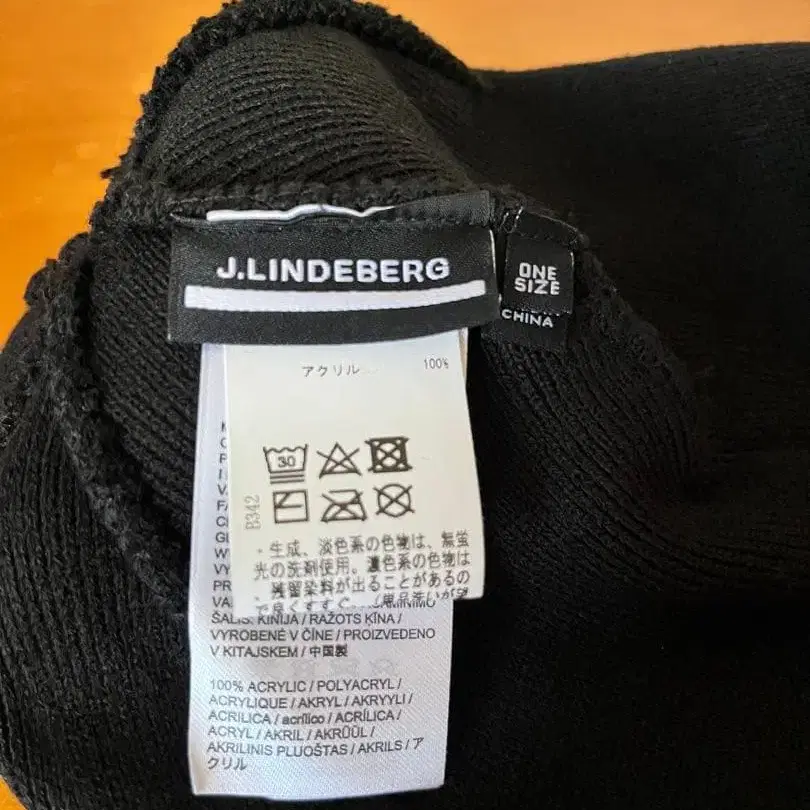 J.LINDEBERG
ONE
SIZE
CHINA
アクリル 100%
30
B342
・生成、淡色系の色物は、無蛍
光の洗剤使用。濃色系の色物は
、残留染料が出ることがあるの
ŠALIS: KINIJA / RAŽOTS ĶĪNA /
VYROBENÉ V ČÍNE / PROIZVEDENO
V KITAJSKEM / 中国製
100% ACRYLIC / POLYACRYL /
ACRYLIQUE / AKRYL / AKRYYLI /
ACRILICA / acrílico / ACRÍLICA /
ACRYL / AKRIL / AKRÜÜL /
AKRILINIS PLUOŠTAS / AKRILS / ア
クリル